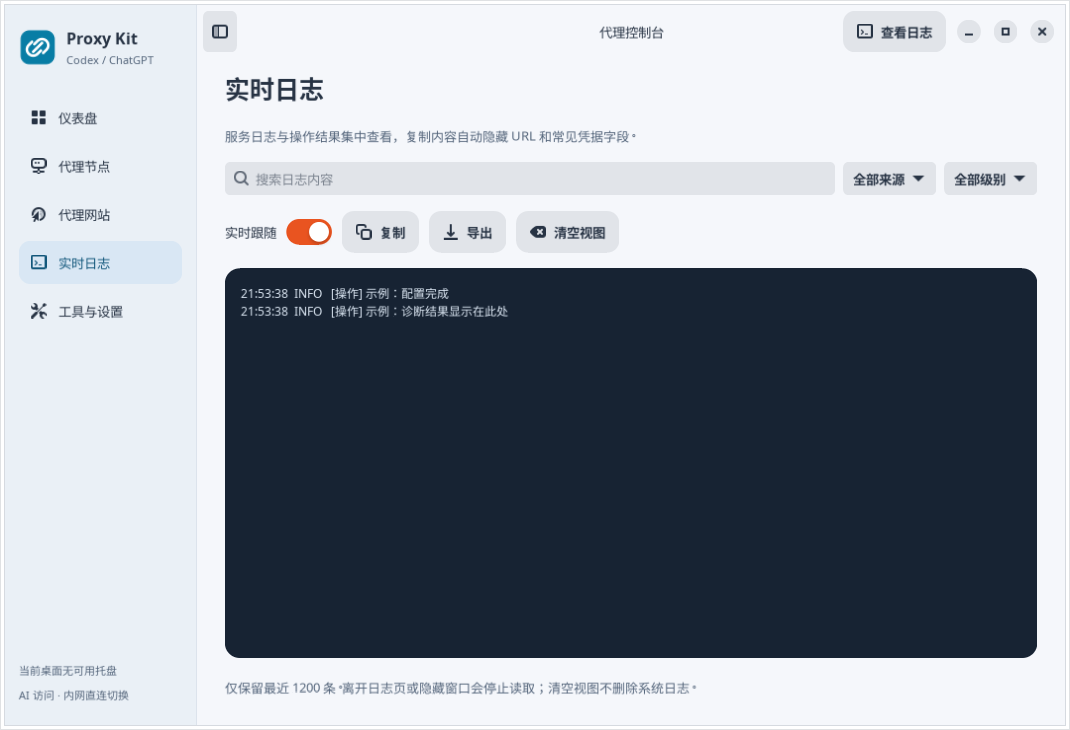 Proxy Kit
Codex / ChatGPT
仪表盘
代理节点
代理网站
实时日志
工具与设置
当前桌面无可用托盘
AI 访问 · 内网直连切换
代理控制台
查看日志
实时日志
服务日志与操作结果集中查看，复制内容自动隐藏 URL 和常见凭据字段。
搜索日志内容
全部来源
全部级别
实时跟随
复制
导出
清空视图
21:53:38 INFO [操作] 示例：配置完成
21:53:38 INFO [操作] 示例：诊断结果显示在此处
仅保留最近 1200 条。离开日志页或隐藏窗口会停止读取；清空视图不删除系统日志。